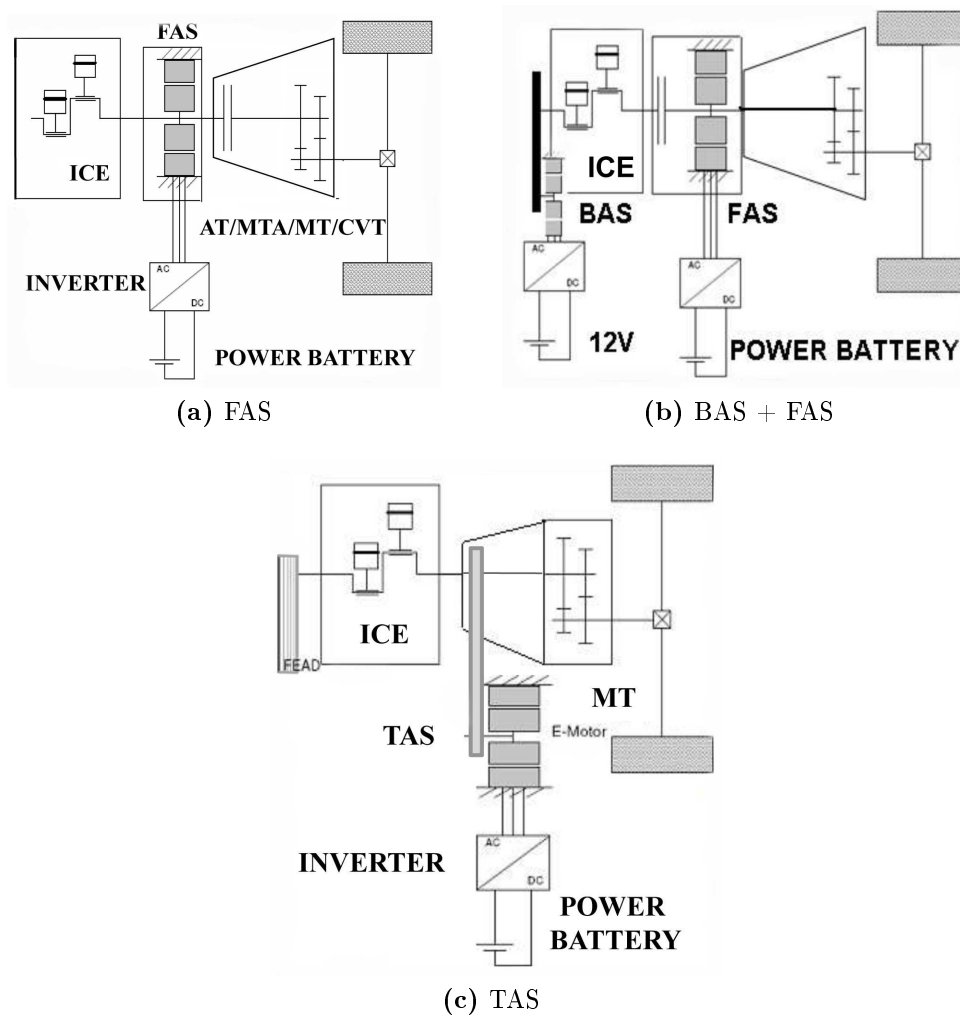 FAS
ICE
AT/MTA/MT/CVT
AC
INVERTER
DC
POWER BATTERY
(a) FAS
ICE
BAS
FAS
AC
DC
12V
AC
DC
POWER BATTERY
(b) BAS + FAS
ICE
FEAD
MT
TAS
E-Motor
AC
INVERTER
DC
POWER
BATTERY
(c) TAS